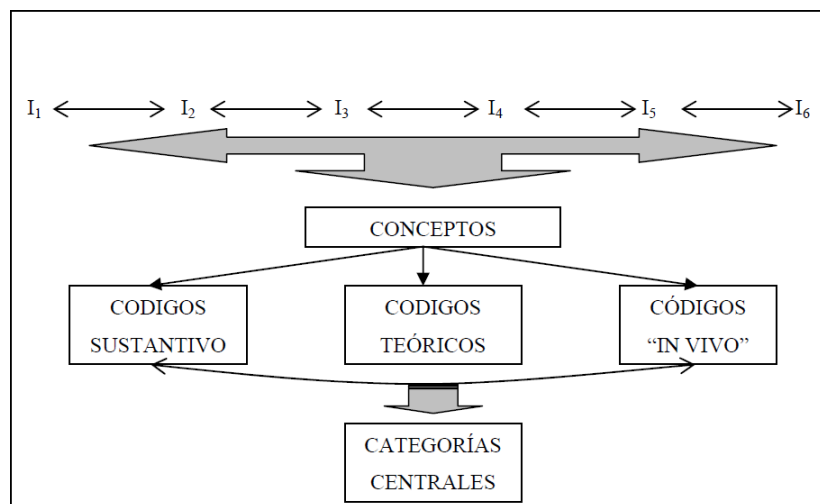 I₁ I₂ I₃ I₄ I₅ I₆
CONCEPTOS
CODIGOS
SUSTANTIVO
CODIGOS
TEÓRICOS
CÓDIGOS
“IN VIVO”
CATEGORÍAS
CENTRALES